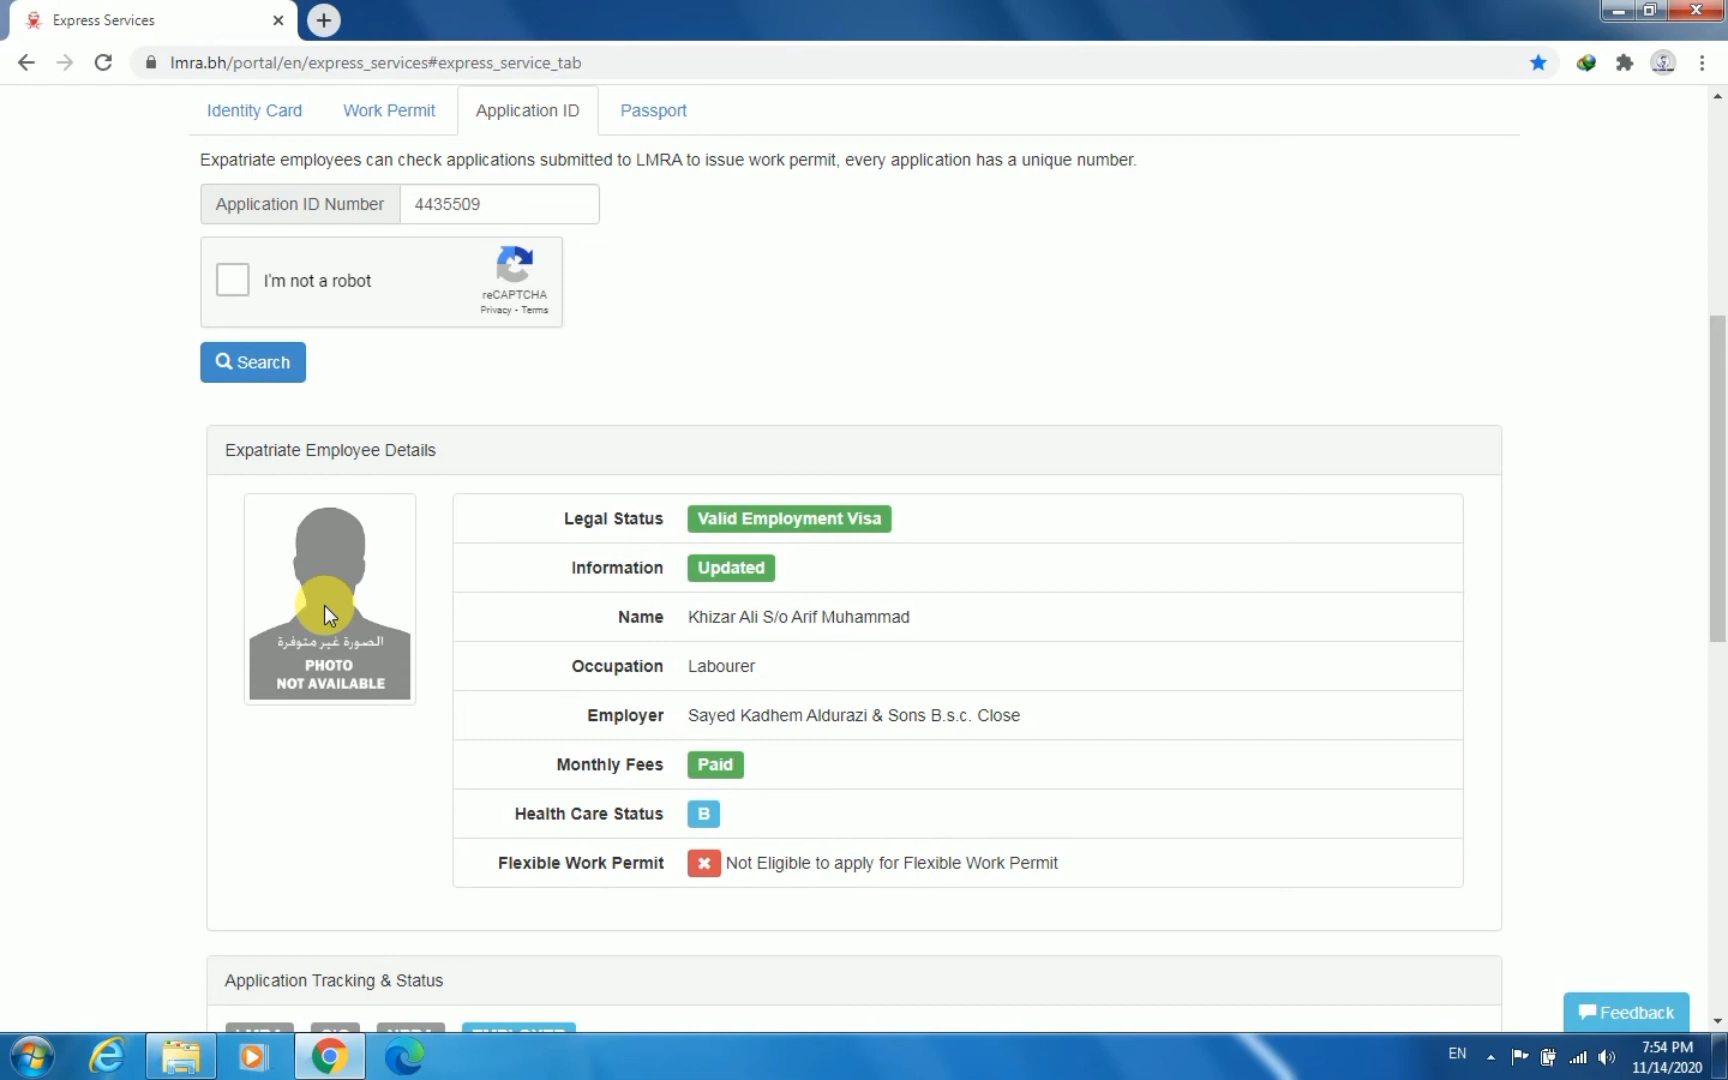 Express Services
lmra.bh/portal/en/express_services#express_service_tab
Identity Card
Work Permit
Application ID
Passport
Expatriate employees can check applications submitted to LMRA to issue work permit, every application has a unique number.
Application ID Number
4435509
I'm not a robot
reCAPTCHA
Privacy - Terms
Search
Expatriate Employee Details
الصورة غير متوفرة
PHOTO
NOT AVAILABLE
Legal Status Valid Employment Visa
Information Updated
Name Khizar Ali S/o Arif Muhammad
Occupation Labourer
Employer Sayed Kadhem Aldurazi & Sons B.s.c. Close
Monthly Fees Paid
Health Care Status B
Flexible Work Permit Not Eligible to apply for Flexible Work Permit
Application Tracking & Status
Feedback
EN
7:54 PM
11/14/2020